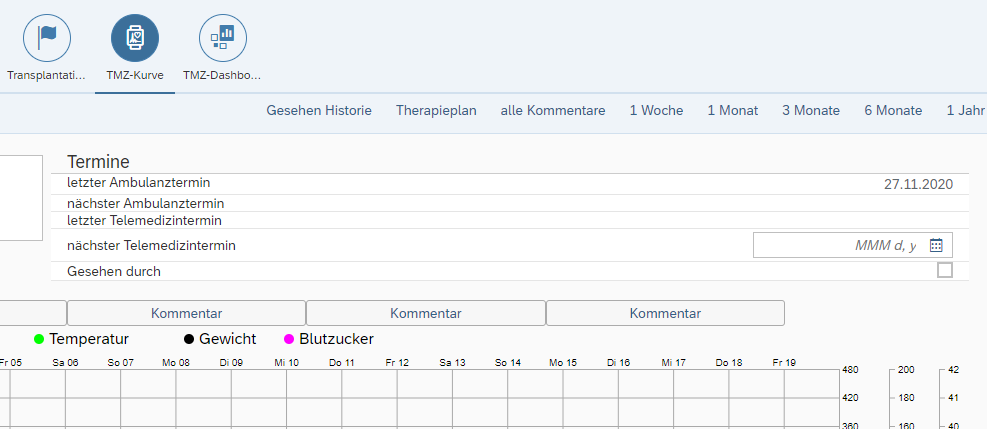 Transplantati... TMZ-Kurve TMZ-Dashbo...
Gesehen Historie Therapieplan alle Kommentare 1 Woche 1 Monat 3 Monate 6 Monate 1 Jahr
Termine
letzter Ambulanztermin 27.11.2020
nächster Ambulanztermin
letzter Telemedizintermin
nächster Telemedizintermin MMM d, y
Gesehen durch
Kommentar Kommentar Kommentar
Temperatur Gewicht Blutzucker
Fr 05 Sa 06 So 07 Mo 08 Di 09 Mi 10 Do 11 Fr 12 Sa 13 So 14 Mo 15 Di 16 Mi 17 Do 18 Fr 19
480 200 42
420 180 41
360 160 40